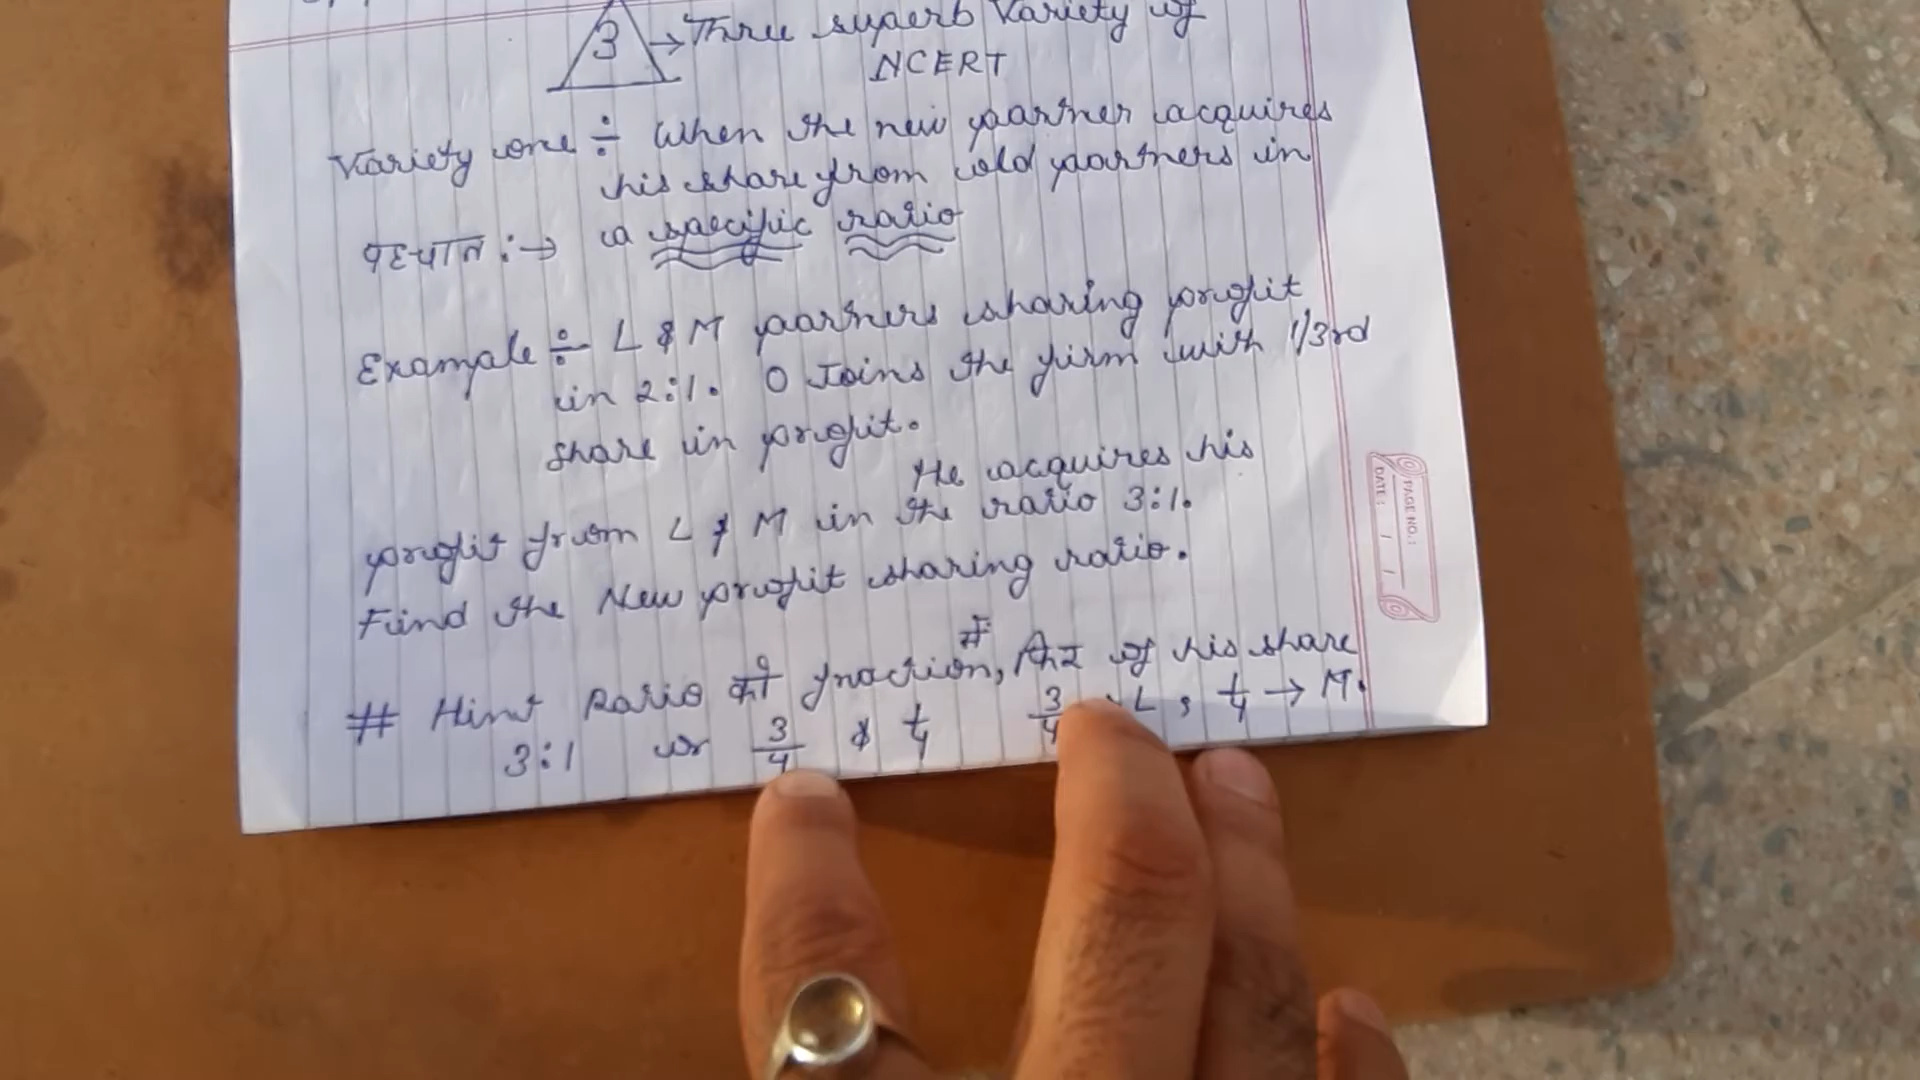 3 → Three superb Variety of
NCERT
Variety one ÷ When the new partner acquires
his share from old partners in
पहचान :→ a specific ratio
Example ÷ L & M partners sharing profit
in 2:1. O Joins the firm with 1/3rd
share in profit.
He acquires his
profit from L & M in the ratio 3:1.
Find the New profit sharing ratio.
# Hint Ratio को fraction में, फिर of his share
3:1 or 3/4 & 1/4 3/4 L, 1/4 → M.
PAGE NO.:
DATE: / /